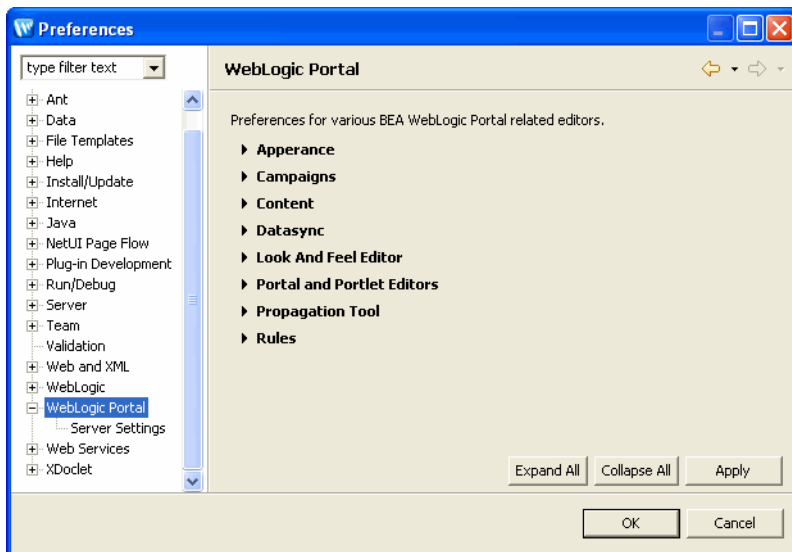 Preferences
type filter text
Ant
Data
File Templates
Help
Install/Update
Internet
Java
NetUI Page Flow
Plug-in Development
Run/Debug
Server
Team
Validation
Web and XML
WebLogic
WebLogic Portal
Server Settings
Web Services
XDoclet
WebLogic Portal
Preferences for various BEA WebLogic Portal related editors.
Apperance
Campaigns
Content
Datasync
Look And Feel Editor
Portal and Portlet Editors
Propagation Tool
Rules
Expand All Collapse All Apply
OK Cancel